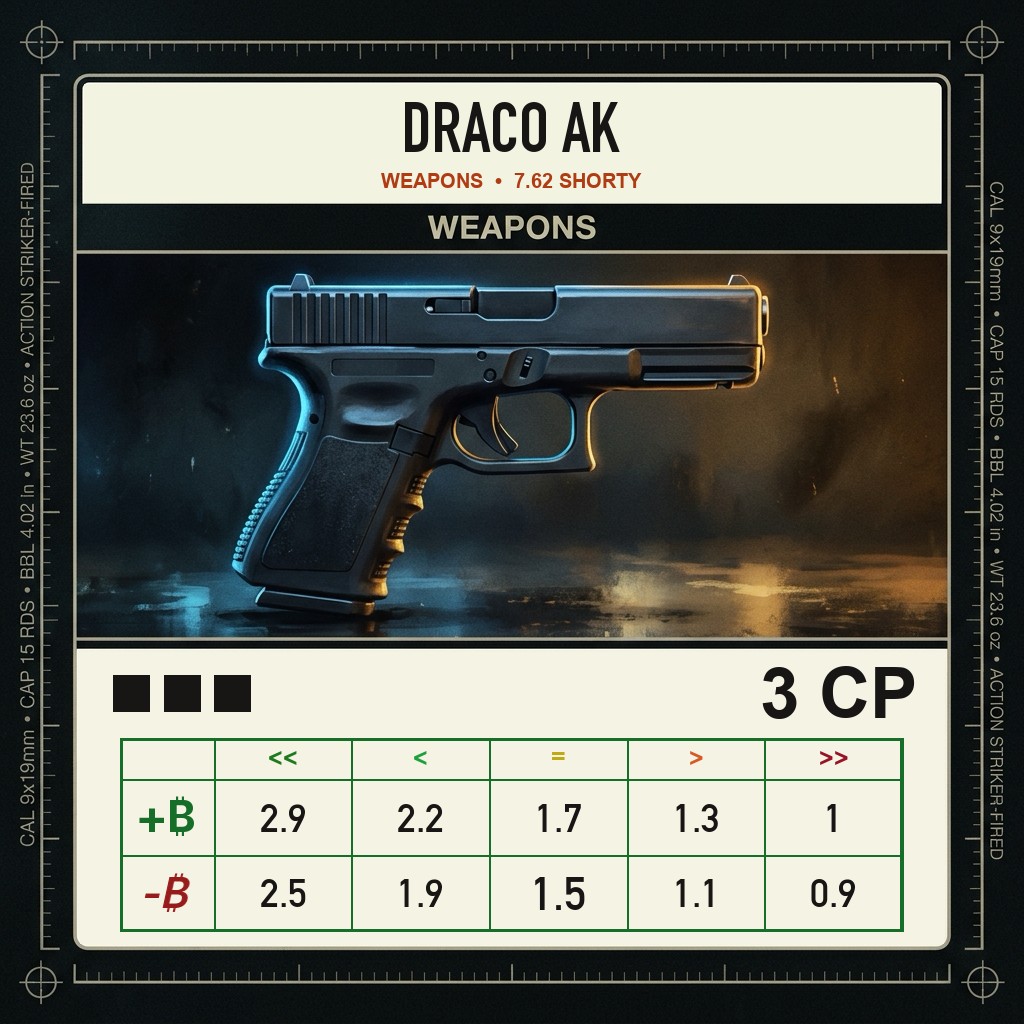 DRACO AK
WEAPONS • 7.62 SHORTY
WEAPONS
CAL 9x19mm • CAP 15 RDS • BBL 4.02 in • WT 23.6 oz • ACTION STRIKER-FIRED
CAL 9x19mm • CAP 15 RDS • BBL 4.02 in • WT 23.6 oz • ACTION STRIKER-FIRED
3 CP
<< < = > >>
+₿ 2.9 2.2 1.7 1.3 1
-₿ 2.5 1.9 1.5 1.1 0.9